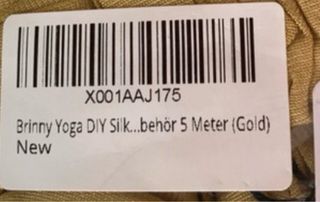 X001AAJ175
Brinny Yoga DIY Silk...behör 5 Meter (Gold)
New